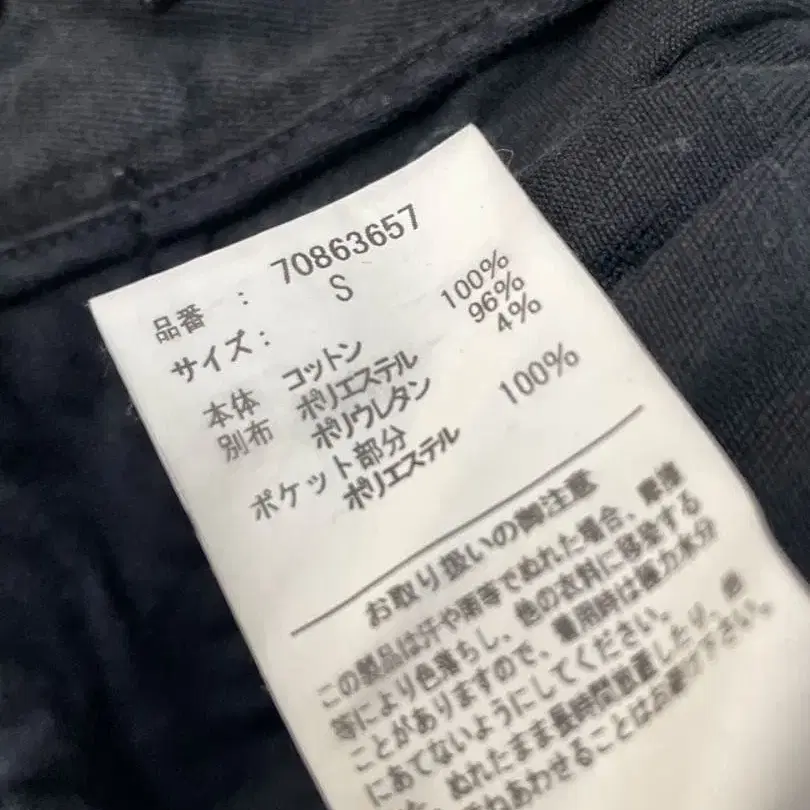 品番 : 70863657
サイズ: S
本体 コットン 100%
別布 ポリエステル 96%
ポリウレタン 4%
ポケット部分
ポリエステル 100%
お取り扱いの御注意
この製品は汗や雨等でぬれた場合、摩擦
等により色落ちし、他の衣料に移染する
ことがありますので、着用時は極力水分
にあてないようにしてください。
ぬれたまま長時間放置したり、他
ねあわせることはお避け下さい。